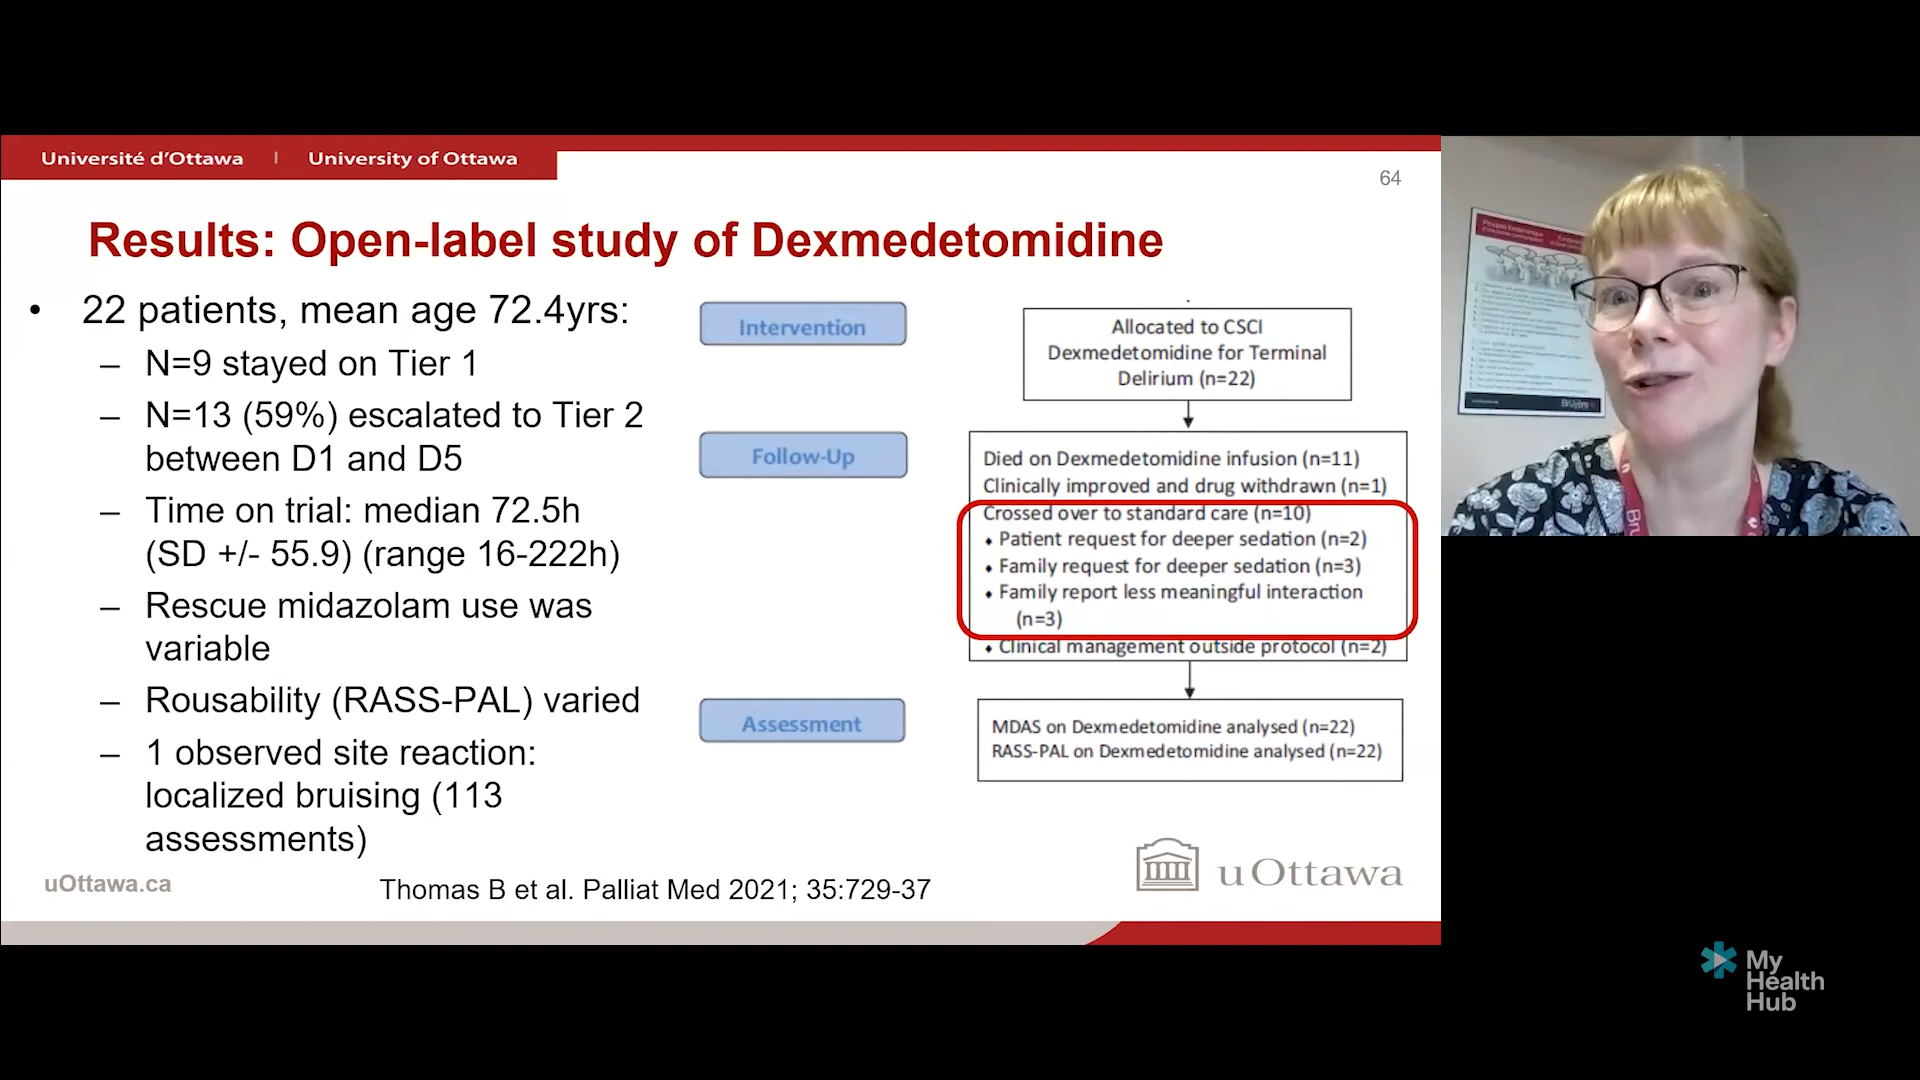 Université d'Ottawa | University of Ottawa
64
Results: Open-label study of Dexmedetomidine
• 22 patients, mean age 72.4yrs:
– N=9 stayed on Tier 1
– N=13 (59%) escalated to Tier 2
between D1 and D5
– Time on trial: median 72.5h
(SD +/- 55.9) (range 16-222h)
– Rescue midazolam use was
variable
– Rousability (RASS-PAL) varied
– 1 observed site reaction:
localized bruising (113
assessments)
Intervention
Follow-Up
Assessment
Allocated to CSCI
Dexmedetomidine for Terminal
Delirium (n=22)
Died on Dexmedetomidine infusion (n=11)
Clinically improved and drug withdrawn (n=1)
Crossed over to standard care (n=10)
⬧ Patient request for deeper sedation (n=2)
⬧ Family request for deeper sedation (n=3)
⬧ Family report less meaningful interaction
(n=3)
⬧ Clinical management outside protocol (n=2)
MDAS on Dexmedetomidine analysed (n=22)
RASS-PAL on Dexmedetomidine analysed (n=22)
uOttawa.ca
Thomas B et al. Palliat Med 2021; 35:729-37
uOttawa
Bruyère
Bru
My
Health
Hub